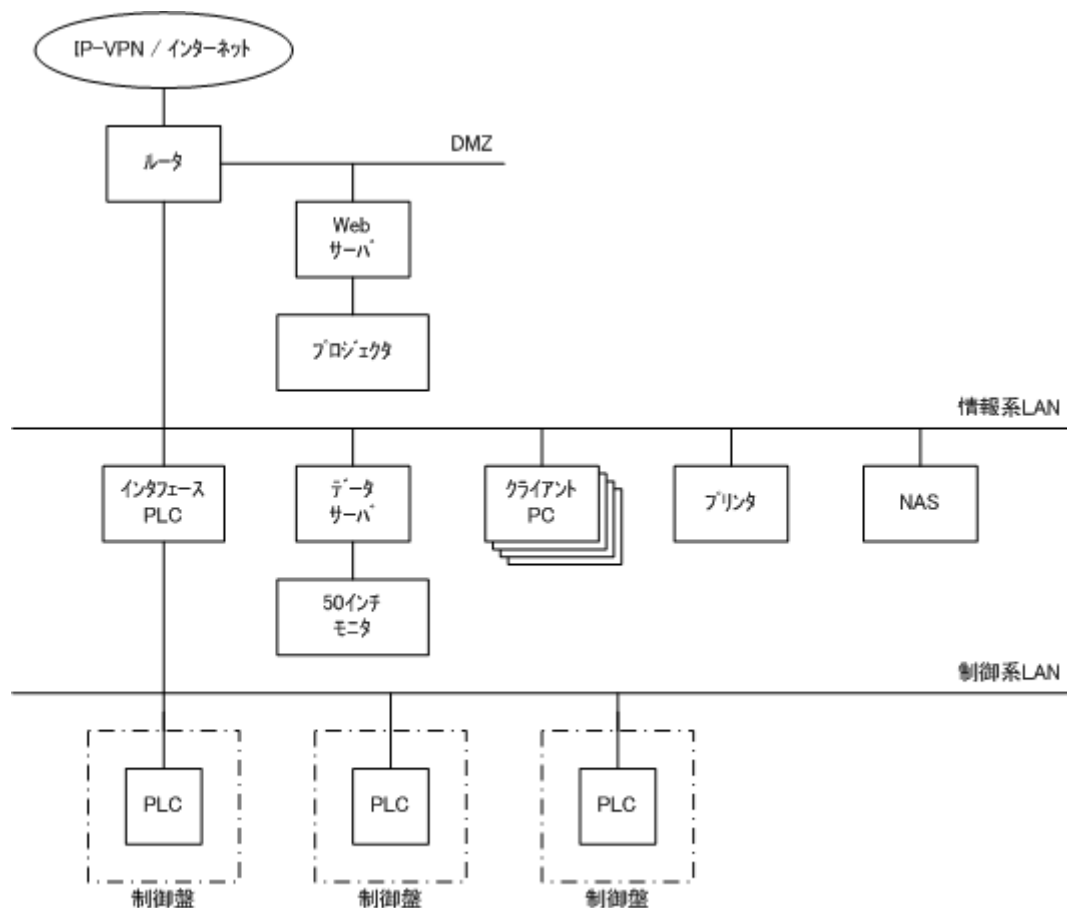 IP-VPN / インターネット
ルータ
DMZ
Web
サーバ
プロジェクタ
情報系LAN
インタフェース
PLC
データ
サーバ
クライアント
PC
プリンタ
NAS
50インチ
モニタ
制御系LAN
PLC
PLC
PLC
制御盤
制御盤
制御盤